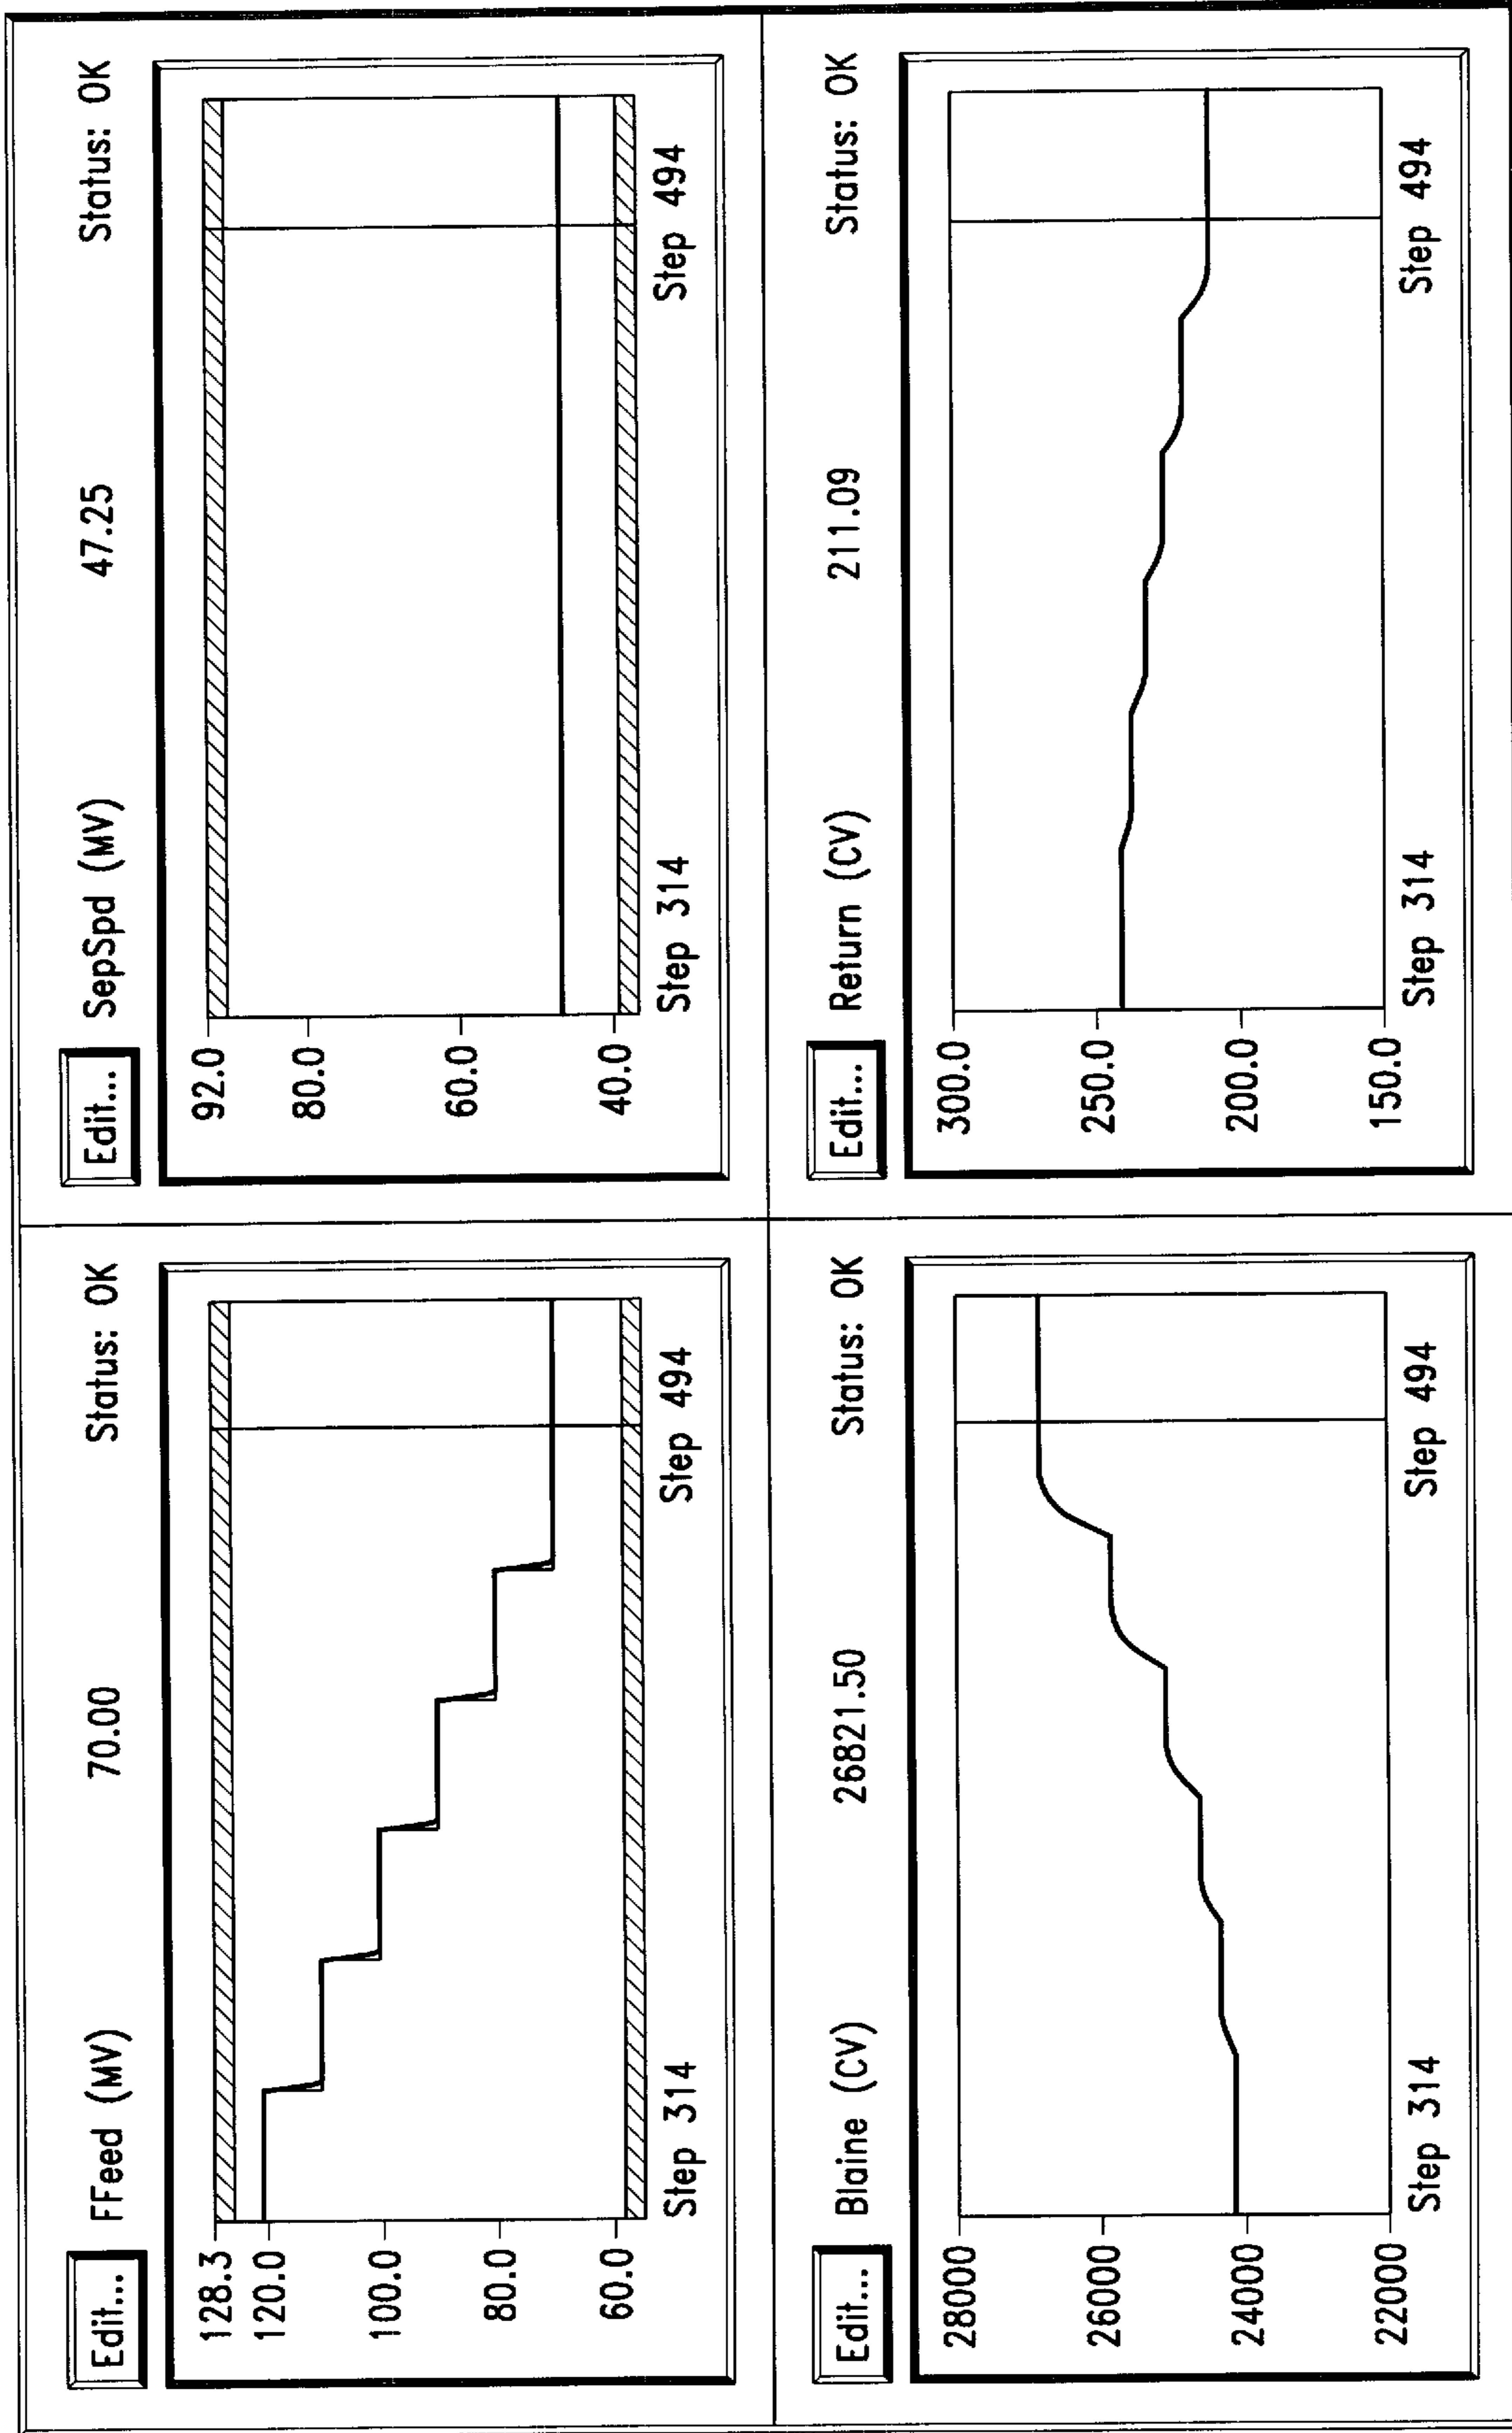 Edit... FFeed (MV) 70.00 Status: OK
128.3
120.0
100.0
80.0
60.0
Step 314 Step 494
Edit... SepSpd (MV) 47.25 Status: OK
92.0
80.0
60.0
40.0
Step 314 Step 494
Edit... Blaine (CV) 26821.50 Status: OK
28000
26000
24000
22000
Step 314 Step 494
Edit... Return (CV) 211.09 Status: OK
300.0
250.0
200.0
150.0
Step 314 Step 494